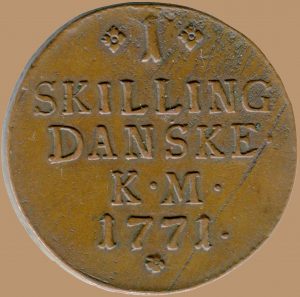 1
SKILLING
DANSKE
K·M·
1771·